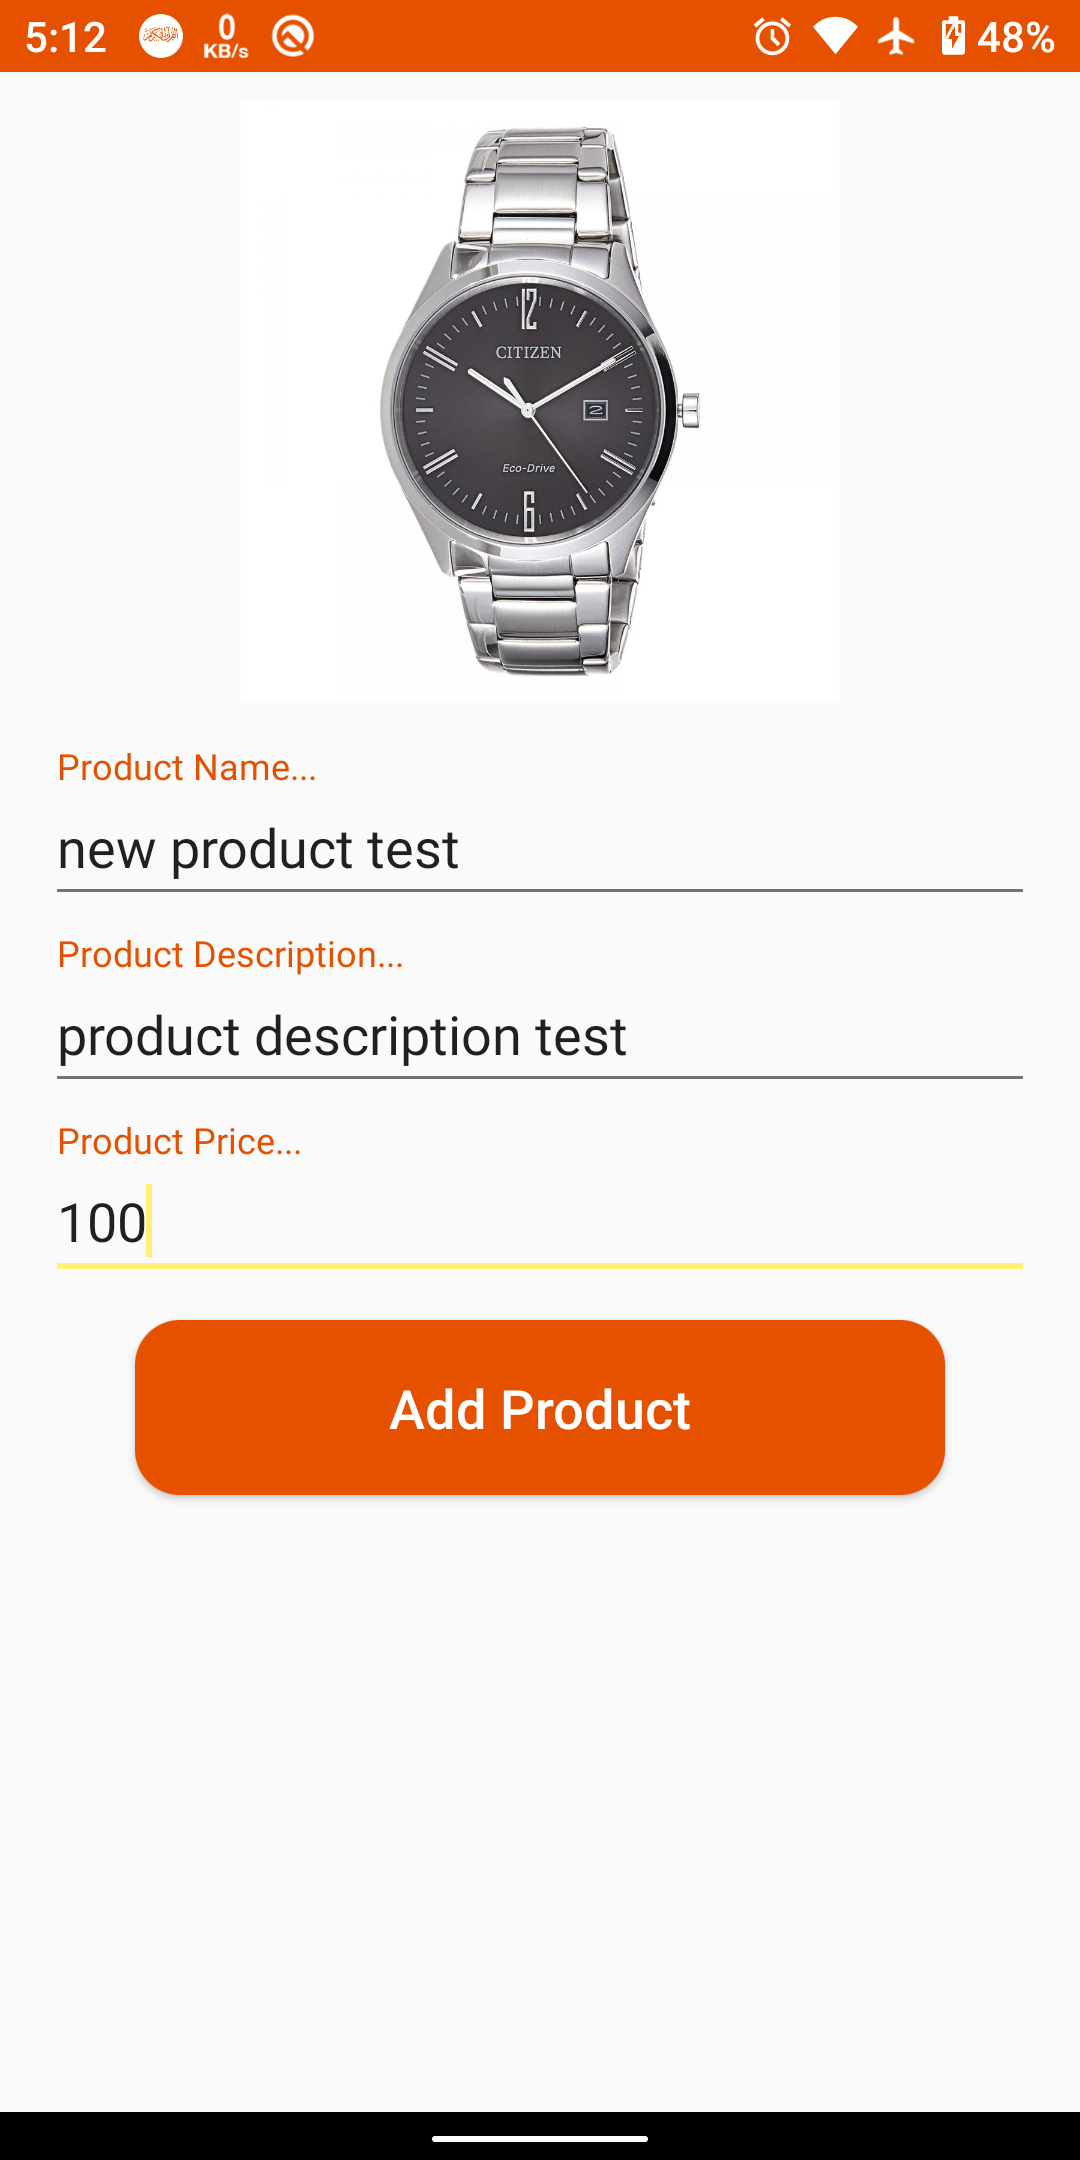 5:12
0
KB/s
48%
12
CITIZEN
2
Eco-Drive
6
Product Name...
new product test
Product Description...
product description test
Product Price...
100
Add Product